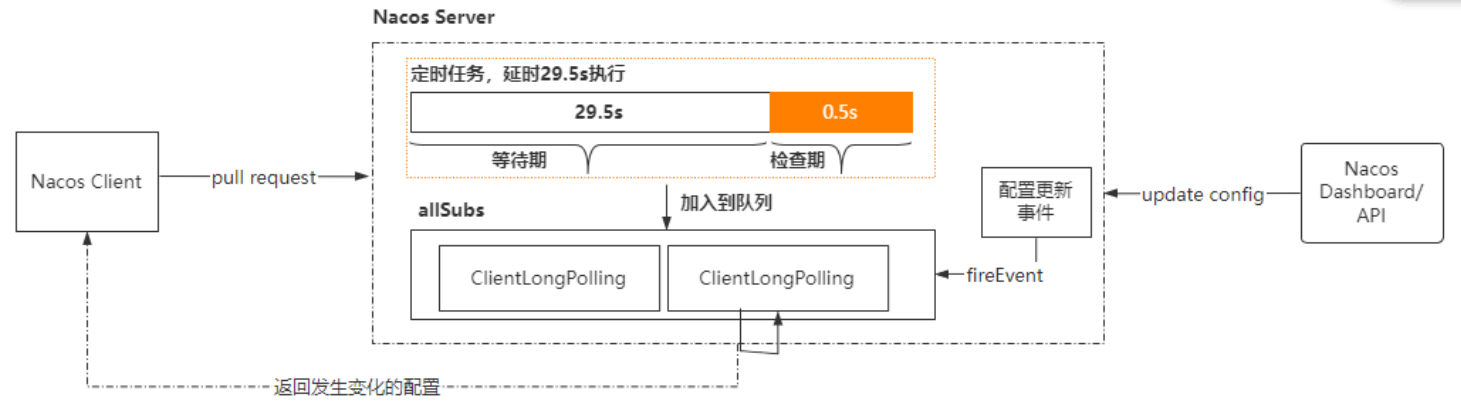 Nacos Server
定时任务，延时29.5s执行
29.5s
0.5s
等待期
检查期
Nacos Client
pull request
加入到队列
allSubs
ClientLongPolling
ClientLongPolling
配置更新
事件
fireEvent
update config
Nacos
Dashboard/
API
返回发生变化的配置